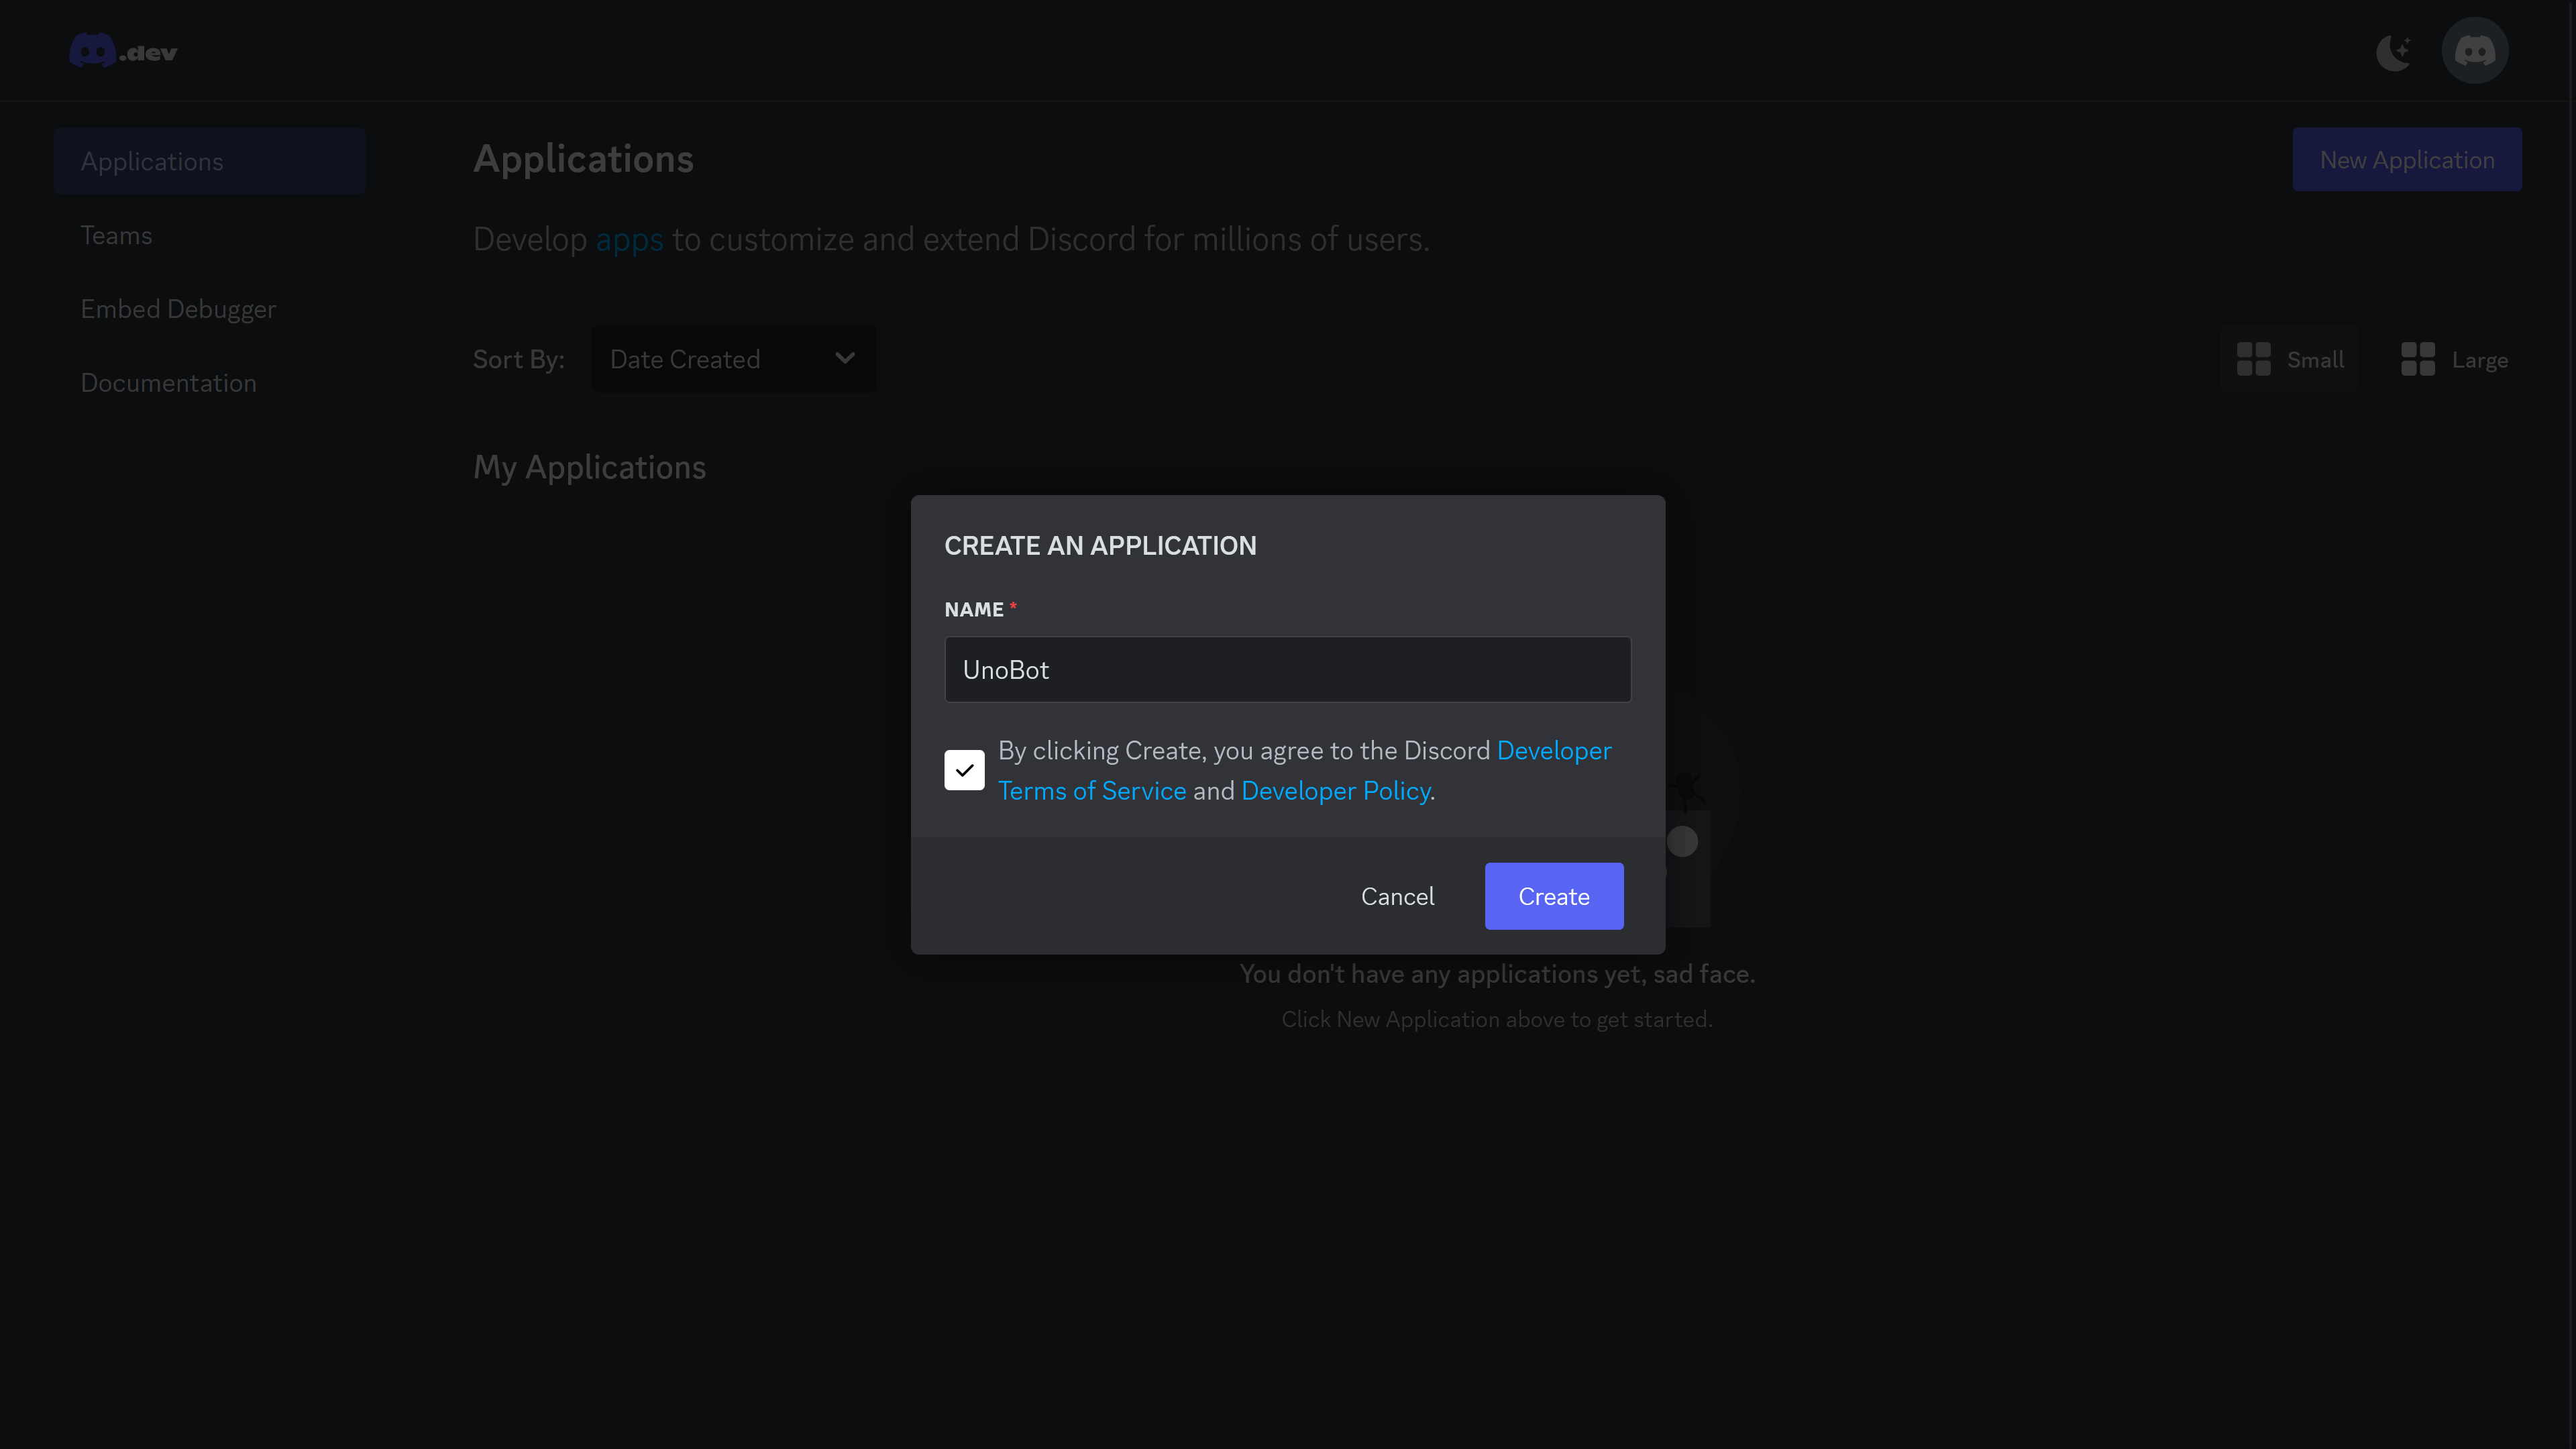 .dev
Applications
Teams
Embed Debugger
Documentation
Applications
New Application
Develop apps to customize and extend Discord for millions of users.
Sort By:
Date Created
Small
Large
My Applications
CREATE AN APPLICATION
NAME *
UnoBot
By clicking Create, you agree to the Discord Developer
Terms of Service and Developer Policy.
Cancel
Create
You don't have any applications yet, sad face.
Click New Application above to get started.